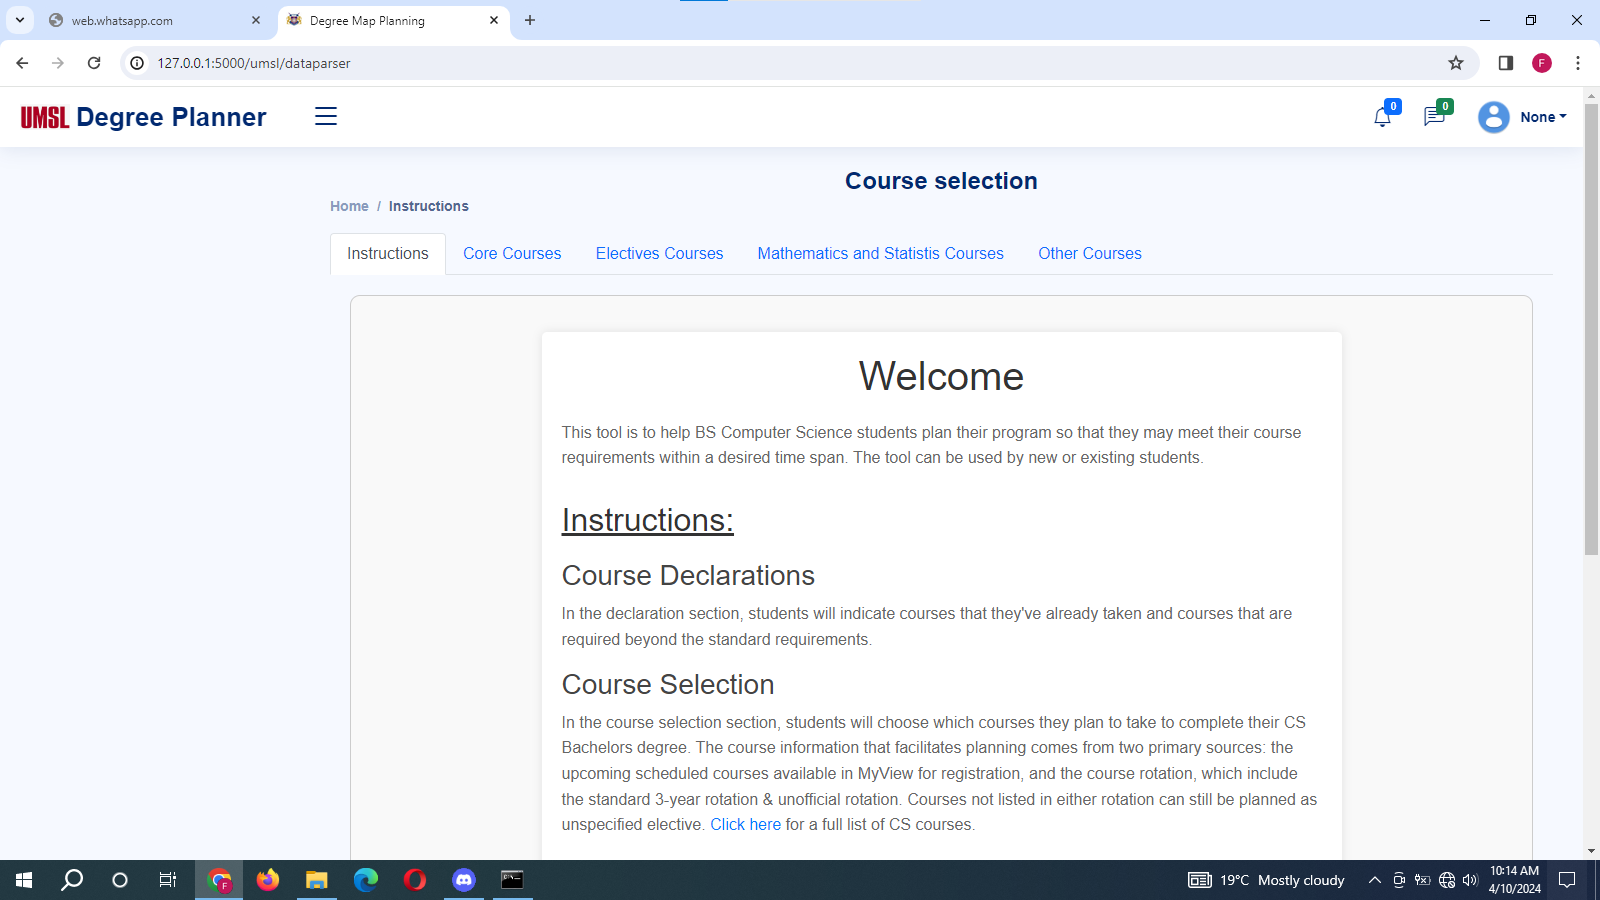 web.whatsapp.com
Degree Map Planning
127.0.0.1:5000/umsl/dataparser
F
UMSL Degree Planner
0
0
None
Course selection
Home / Instructions
Instructions
Core Courses
Electives Courses
Mathematics and Statistis Courses
Other Courses
Welcome
This tool is to help BS Computer Science students plan their program so that they may meet their course
requirements within a desired time span. The tool can be used by new or existing students.
Instructions:
Course Declarations
In the declaration section, students will indicate courses that they've already taken and courses that are
required beyond the standard requirements.
Course Selection
In the course selection section, students will choose which courses they plan to take to complete their CS
Bachelors degree. The course information that facilitates planning comes from two primary sources: the
upcoming scheduled courses available in MyView for registration, and the course rotation, which include
the standard 3-year rotation & unofficial rotation. Courses not listed in either rotation can still be planned as
unspecified elective. Click here for a full list of CS courses.
F
19°C Mostly cloudy
10:14 AM
4/10/2024